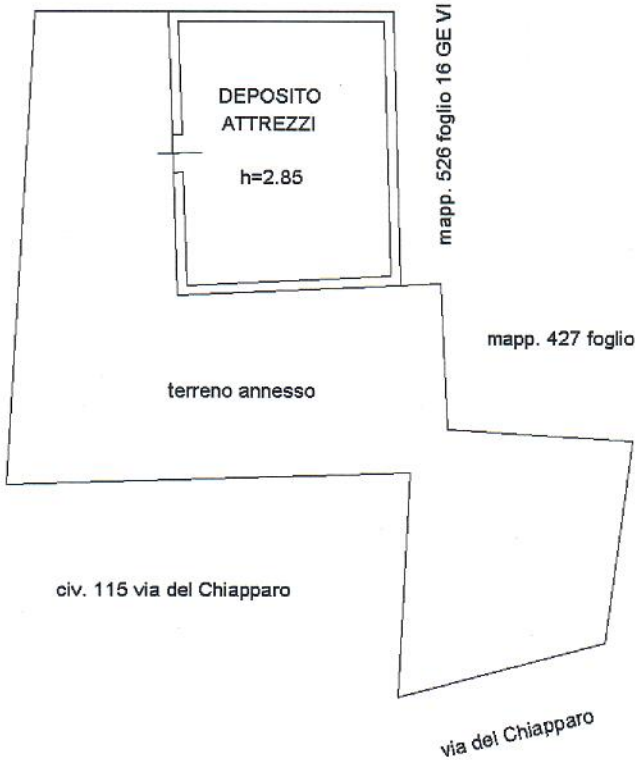 DEPOSITO
ATTREZZI
h=2.85
mapp. 526 foglio 16 GE VI
mapp. 427 foglio
terreno annesso
civ. 115 via del Chiapparo
via del Chiapparo